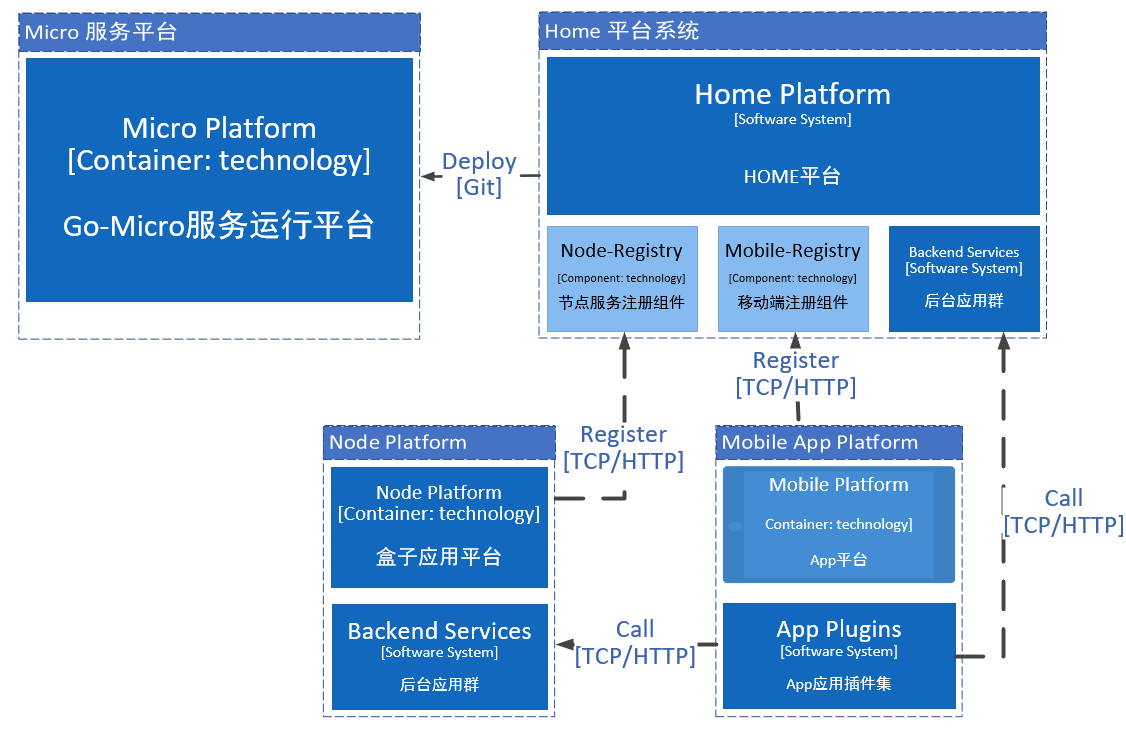 Micro 服务平台
Micro Platform
[Container: technology]
Go-Micro服务运行平台
Deploy
[Git]
Home 平台系统
Home Platform
[Software System]
HOME平台
Node-Registry
[Component: technology]
节点服务注册组件
Mobile-Registry
[Component: technology]
移动端注册组件
Backend Services
[Software System]
后台应用群
Register
[TCP/HTTP]
Register
[TCP/HTTP]
Node Platform
Node Platform
[Container: technology]
盒子应用平台
Backend Services
[Software System]
后台应用群
Call
[TCP/HTTP]
Mobile App Platform
Mobile Platform
Container: technology]
App平台
App Plugins
[Software System]
App应用插件集
Call
[TCP/HTTP]